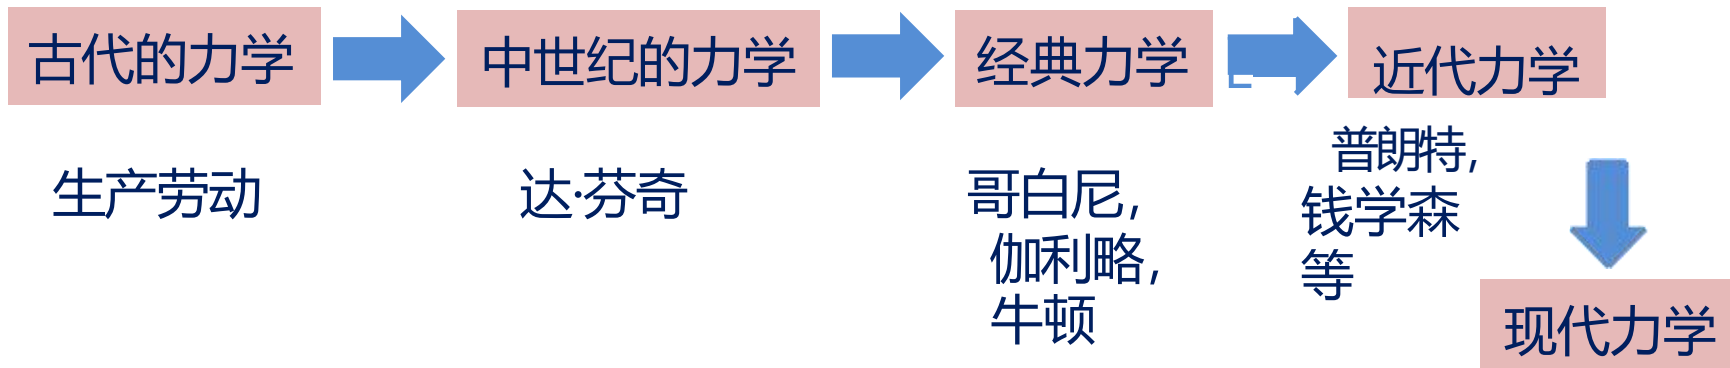 古代的力学
中世纪的力学
经典力学
近代力学
生产劳动
达·芬奇
哥白尼，
伽利略，
牛顿
普朗特，
钱学森
等
现代力学